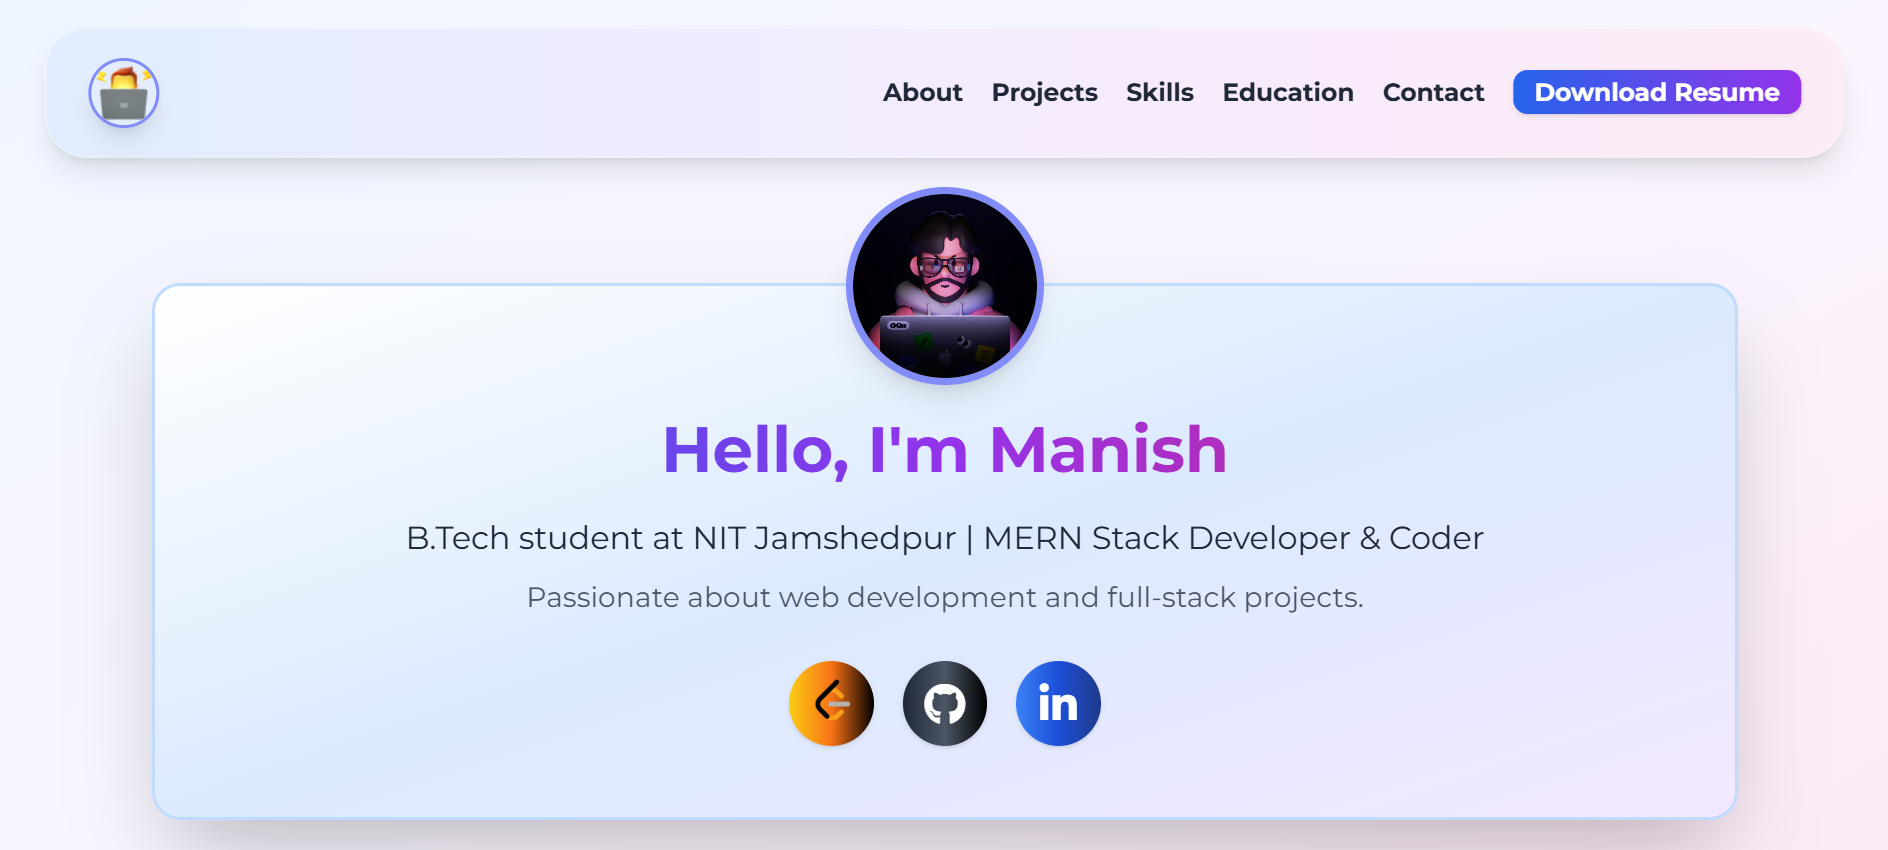 About Projects Skills Education Contact Download Resume
Hello, I'm Manish
B.Tech student at NIT Jamshedpur | MERN Stack Developer & Coder
Passionate about web development and full-stack projects.
in